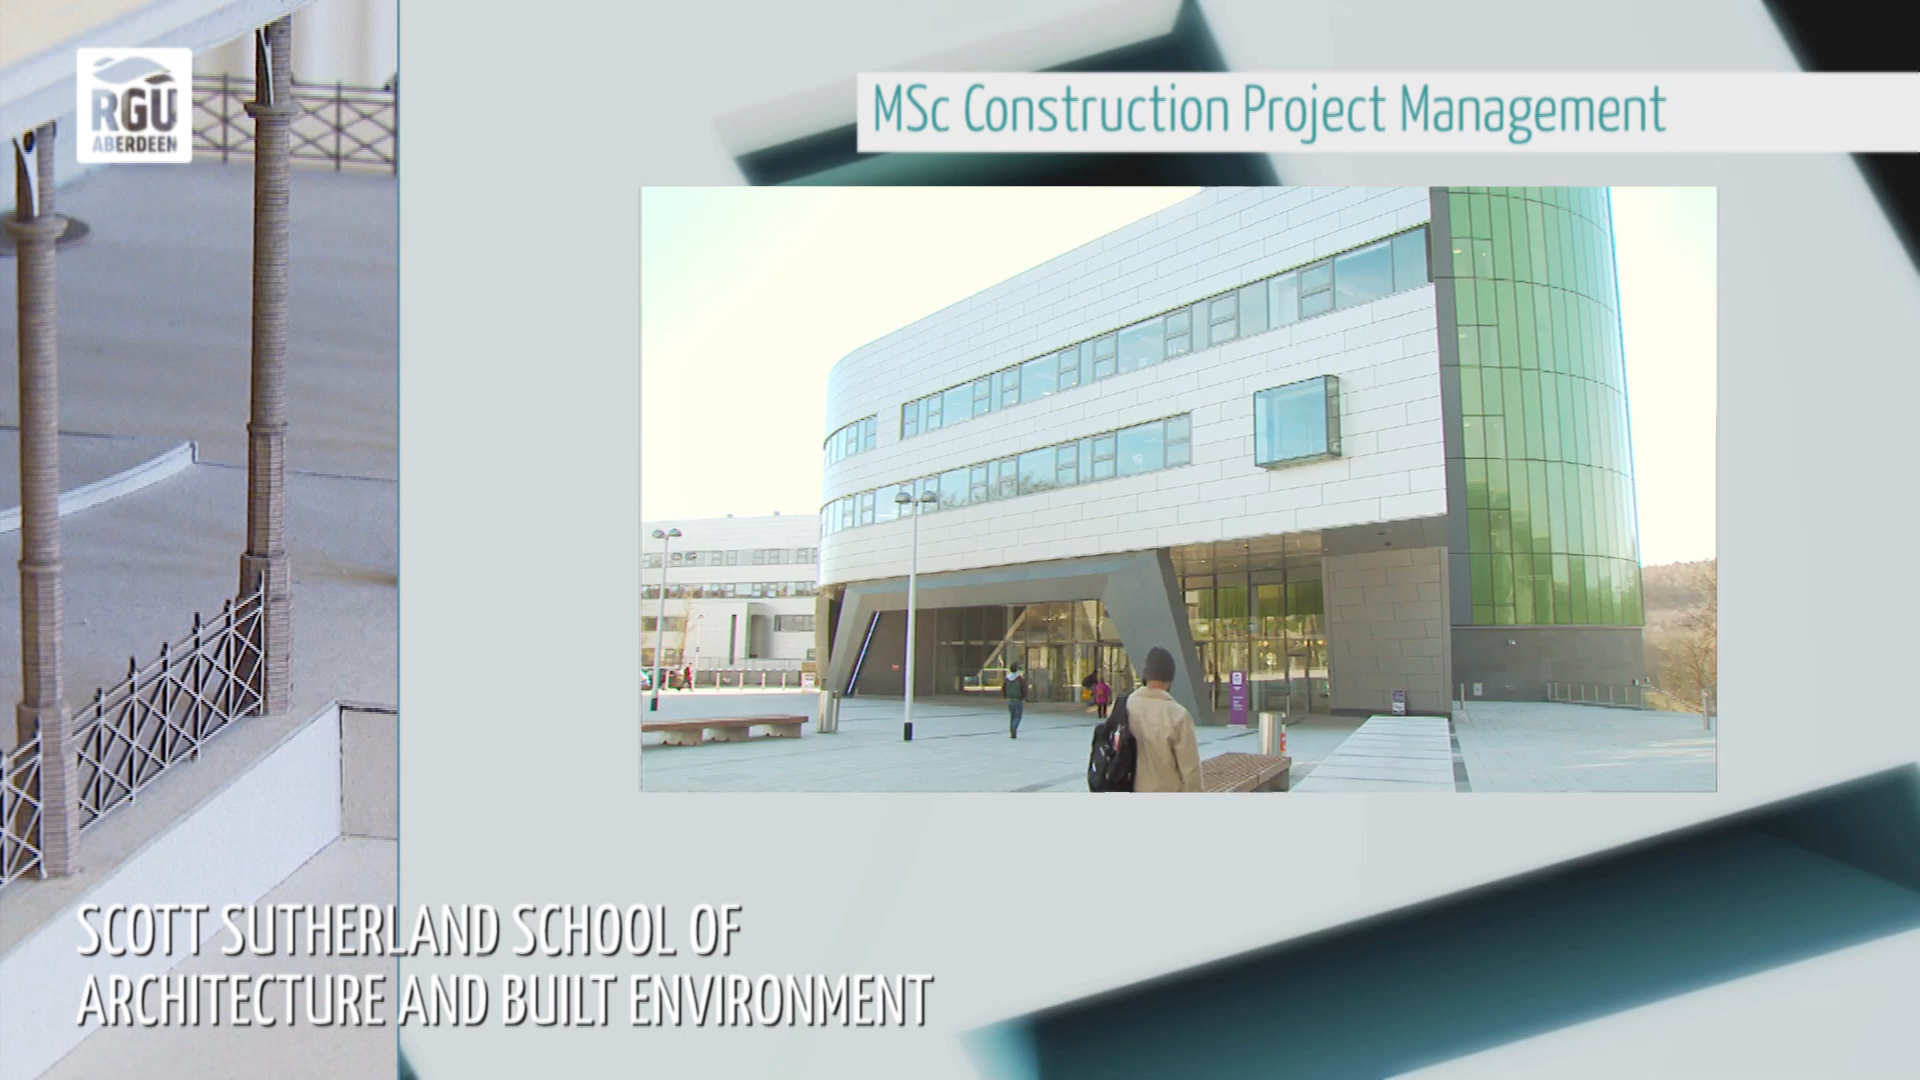 RGU
ABERDEEN
MSc Construction Project Management
SCOTT SUTHERLAND SCHOOL OF
ARCHITECTURE AND BUILT ENVIRONMENT